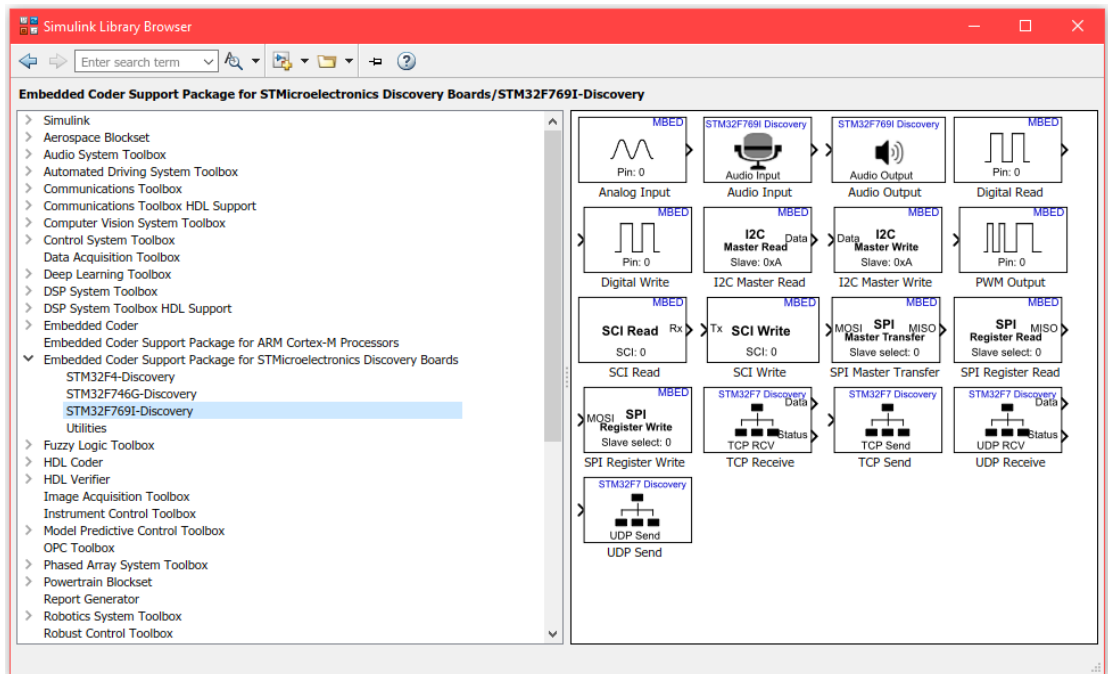 Simulink Library Browser
Enter search term
Embedded Coder Support Package for STMicroelectronics Discovery Boards/STM32F769I-Discovery
Simulink
Aerospace Blockset
Audio System Toolbox
Automated Driving System Toolbox
Communications Toolbox
Communications Toolbox HDL Support
Computer Vision System Toolbox
Control System Toolbox
Data Acquisition Toolbox
Deep Learning Toolbox
DSP System Toolbox
DSP System Toolbox HDL Support
Embedded Coder
Embedded Coder Support Package for ARM Cortex-M Processors
Embedded Coder Support Package for STMicroelectronics Discovery Boards
STM32F4-Discovery
STM32F746G-Discovery
STM32F769I-Discovery
Utilities
Fuzzy Logic Toolbox
HDL Coder
HDL Verifier
Image Acquisition Toolbox
Instrument Control Toolbox
Model Predictive Control Toolbox
OPC Toolbox
Phased Array System Toolbox
Powertrain Blockset
Report Generator
Robotics System Toolbox
Robust Control Toolbox
MBED
Pin: 0
Analog Input
STM32F769I Discovery
Audio Input
Audio Input
STM32F769I Discovery
Audio Output
Audio Output
MBED
Pin: 0
Digital Read
MBED
Pin: 0
Digital Write
MBED
I2C
Master Read Data
Slave: 0xA
I2C Master Read
MBED
I2C
Data Master Write
Slave: 0xA
I2C Master Write
MBED
Pin: 0
PWM Output
MBED
SCI Read Rx
SCI: 0
SCI Read
MBED
Tx SCI Write
SCI: 0
SCI Write
MBED
MOSI SPI MISO
Master Transfer
Slave select: 0
SPI Master Transfer
MBED
SPI MISO
Register Read
Slave select: 0
SPI Register Read
MBED
MOSI SPI
Register Write
Slave select: 0
SPI Register Write
STM32F7 Discovery
Data
Status
TCP RCV
TCP Receive
STM32F7 Discovery
TCP Send
TCP Send
STM32F7 Discovery
Data
Status
UDP RCV
UDP Receive
STM32F7 Discovery
UDP Send
UDP Send